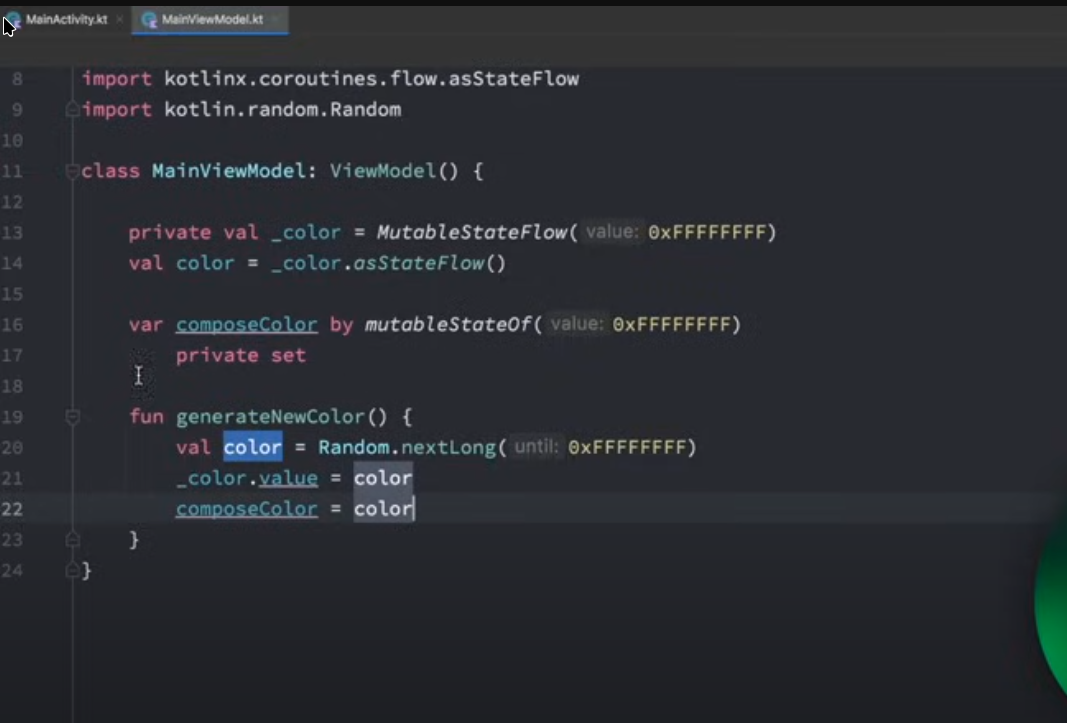 MainActivity.kt × MainViewModel.kt ×
8 import kotlinx.coroutines.flow.asStateFlow
9 import kotlin.random.Random
10
11 class MainViewModel: ViewModel() {
12
13 private val _color = MutableStateFlow( value: 0xFFFFFFFF)
14 val color = _color.asStateFlow()
15
16 var composeColor by mutableStateOf( value: 0xFFFFFFFF)
17 private set
18
19 fun generateNewColor() {
20 val color = Random.nextLong( until: 0xFFFFFFFF)
21 _color.value = color
22 composeColor = color
23 }
24 }